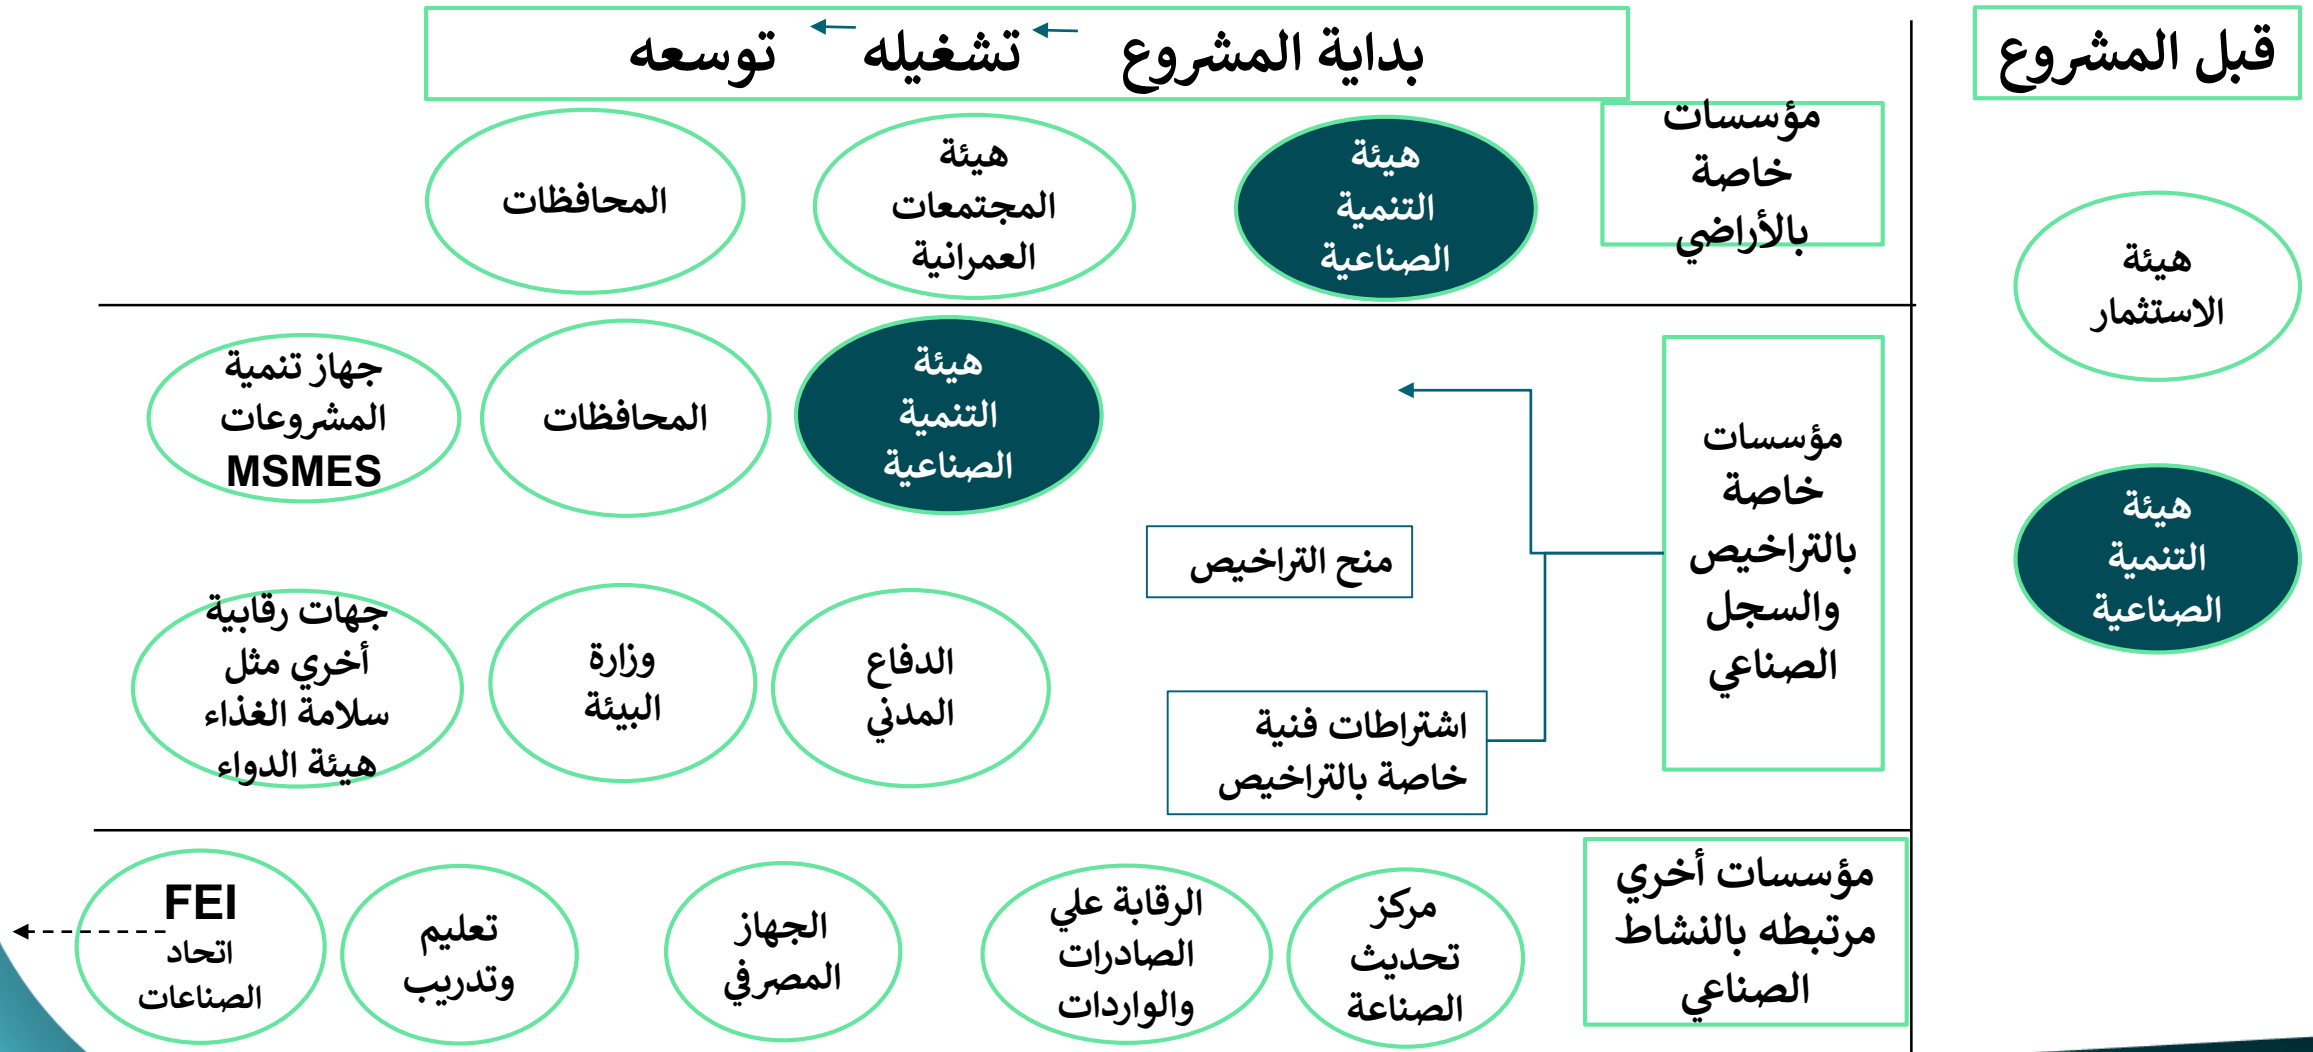 قبل المشروع
هيئة
الاستثمار
هيئة
التنمية
الصناعية
بداية المشروع تشغيله توسعه
مؤسسات
خاصة
بالأراضي
هيئة
التنمية
الصناعية
هيئة
المجتمعات
العمرانية
المحافظات
مؤسسات
خاصة
بالتراخيص
والسجل
الصناعي
منح التراخيص
هيئة
التنمية
الصناعية
المحافظات
جهاز تنمية
المشروعات
MSMES
اشتراطات فنية
خاصة بالتراخيص
الدفاع
المدني
وزارة
البيئة
جهات رقابية
أخري مثل
سلامة الغذاء
هيئة الدواء
مؤسسات أخري
مرتبطه بالنشاط
الصناعي
مركز
تحديث
الصناعة
الرقابة علي
الصادرات
والواردات
الجهاز
المصرفي
تعليم
وتدريب
FEI
اتحاد
الصناعات